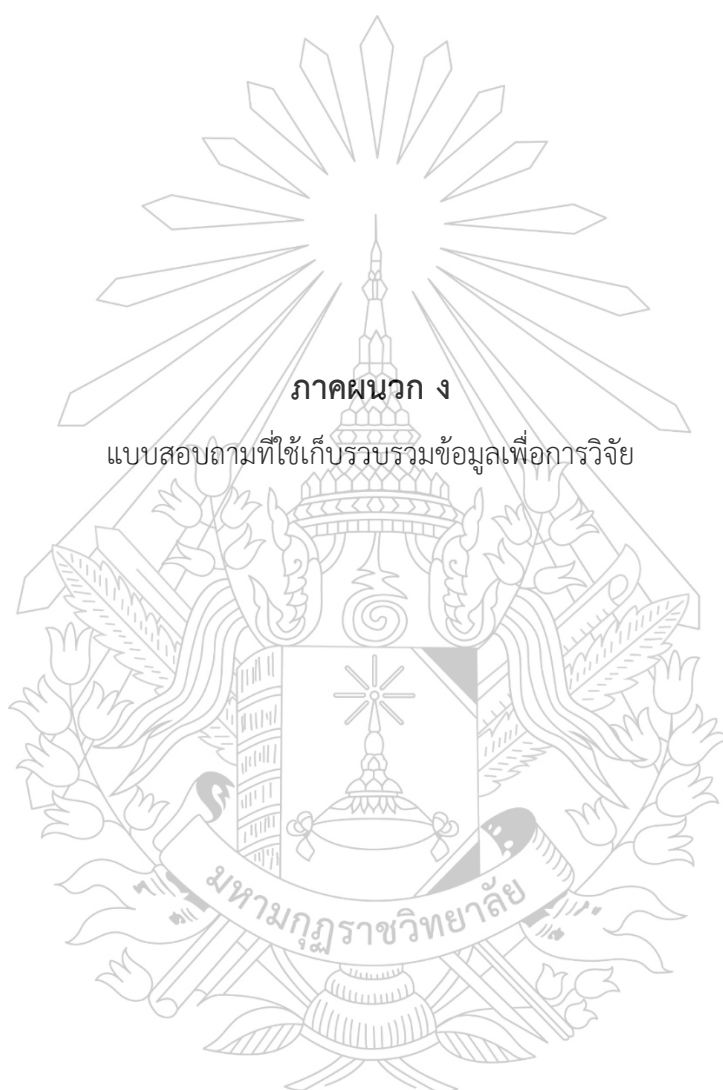 ภาคผนวก ง
แบบสอบถามที่ใช้เก็บรวบรวมข้อมูลเพื่อการวิจัย
มหามกุฏราชวิทยาลัย